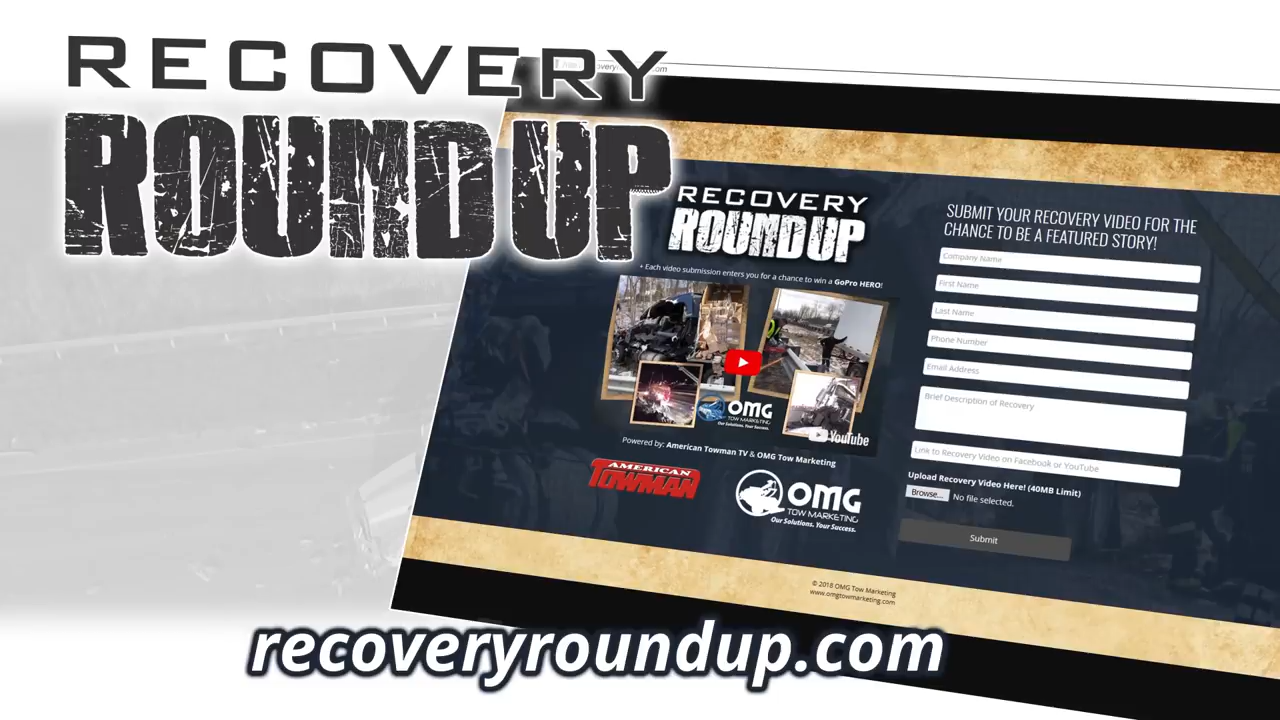 RECOVERY
ROUNDUP
RECOVERY
ROUNDUP
+ Each video submission enters you for a chance to win a GoPro HERO!
OMG
TOW MARKETING
Our Solutions. Your Success.
YouTube
Powered by: American Towman TV & OMG Tow Marketing
AMERICAN
TOWMAN
OMG
TOW MARKETING
Our Solutions. Your Success.
SUBMIT YOUR RECOVERY VIDEO FOR THE
CHANCE TO BE A FEATURED STORY!
Company Name
First Name
Last Name
Phone Number
Email Address
Brief Description of Recovery
Link to Recovery Video on Facebook or YouTube
Upload Recovery Video Here! (40MB Limit)
Browse... No file selected.
Submit
© 2018 OMG Tow Marketing
www.omgtowmarketing.com
recoveryroundup.com